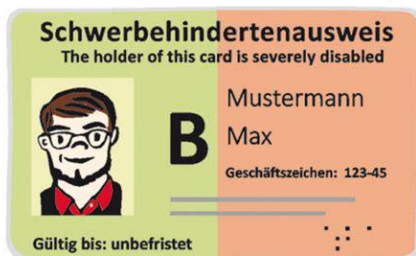 Schwerbehindertenausweis
The holder of this card is severely disabled
B
Mustermann
Max
Geschäftszeichen: 123-45
Gültig bis: unbefristet